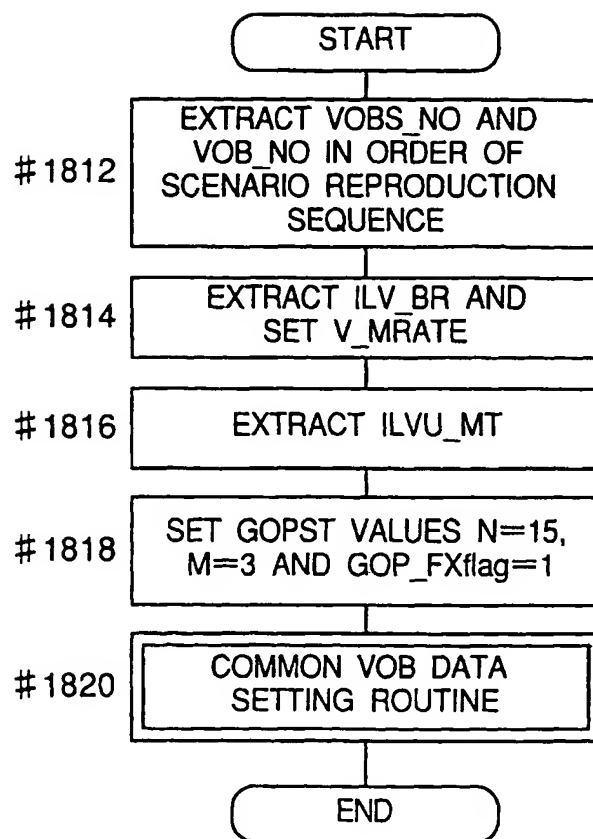 START
#1812
EXTRACT VOBS_NO AND
VOB_NO IN ORDER OF
SCENARIO REPRODUCTION
SEQUENCE
#1814
EXTRACT ILV_BR AND
SET V_MRATE
#1816
EXTRACT ILVU_MT
#1818
SET GOPST VALUES N=15,
M=3 AND GOP_FXflag=1
#1820
COMMON VOB DATA
SETTING ROUTINE
END